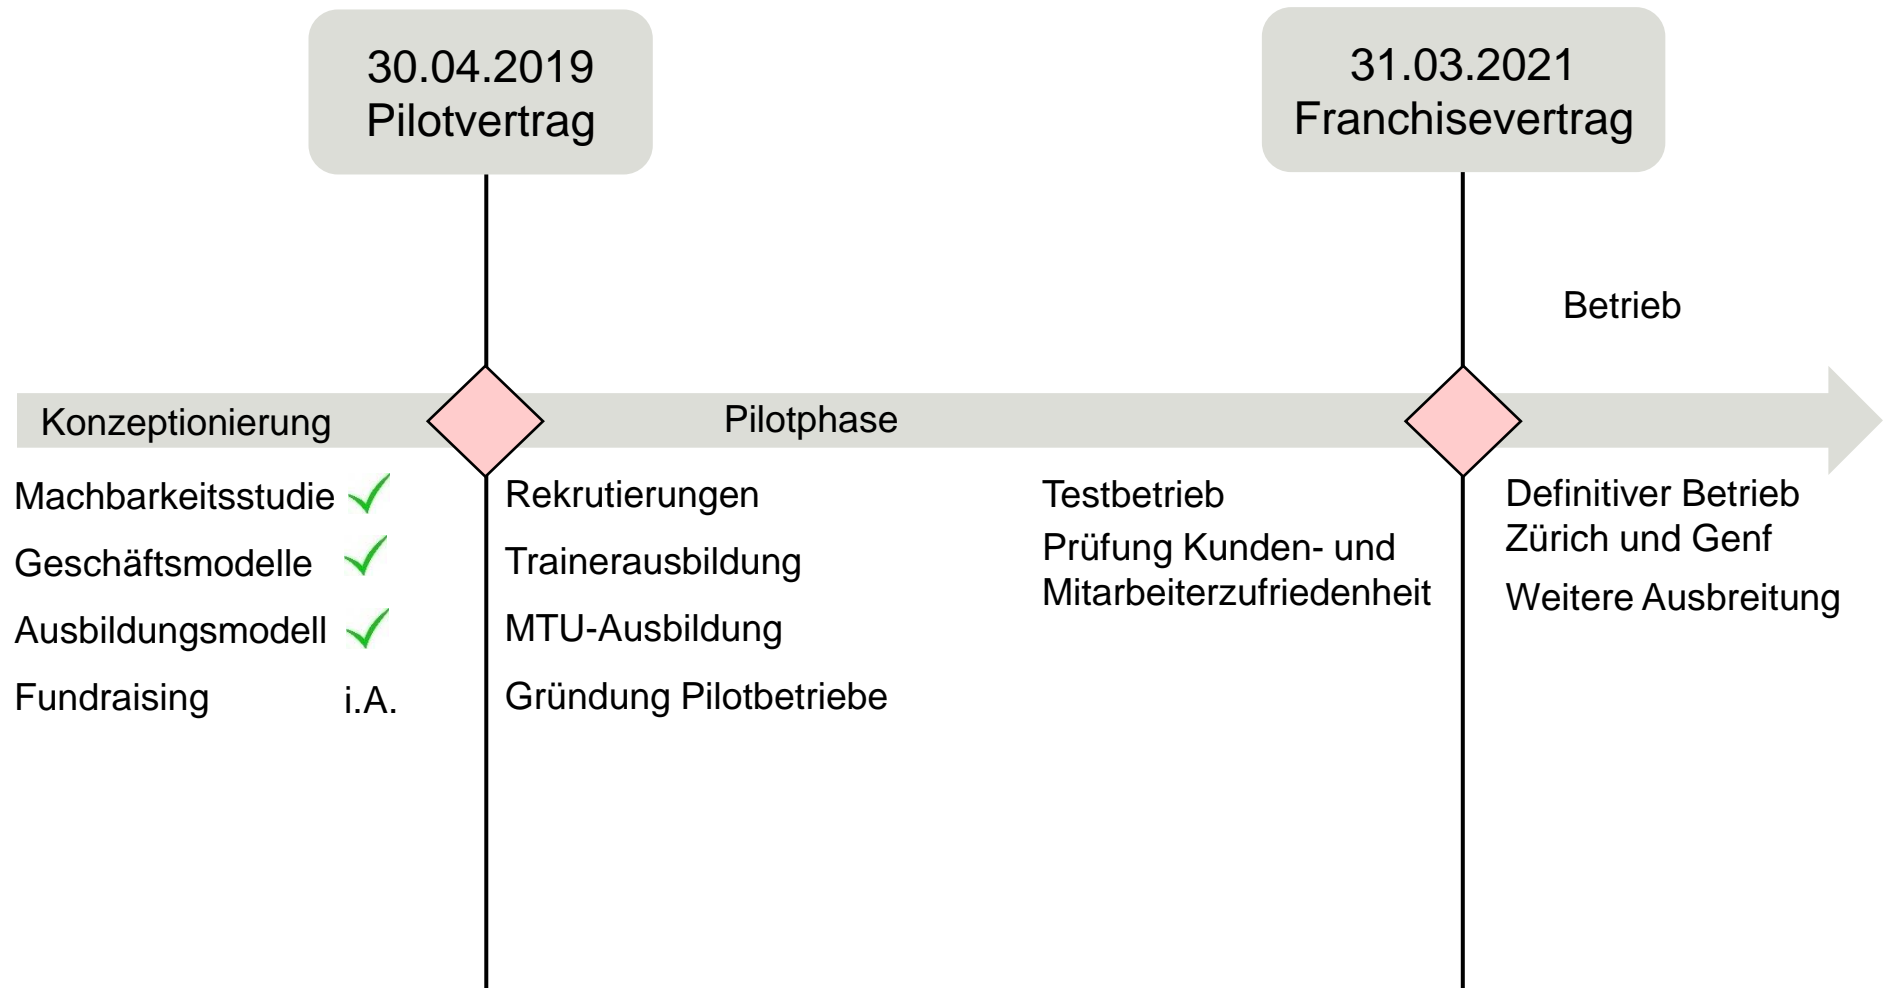 30.04.2019
Pilotvertrag
31.03.2021
Franchisevertrag
Betrieb
Konzeptionierung
Pilotphase
Machbarkeitsstudie
Geschäftsmodelle
Ausbildungsmodell
Fundraising i.A.
Rekrutierungen
Trainerausbildung
MTU-Ausbildung
Gründung Pilotbetriebe
Testbetrieb
Prüfung Kunden- und
Mitarbeiterzufriedenheit
Definitiver Betrieb
Zürich und Genf
Weitere Ausbreitung